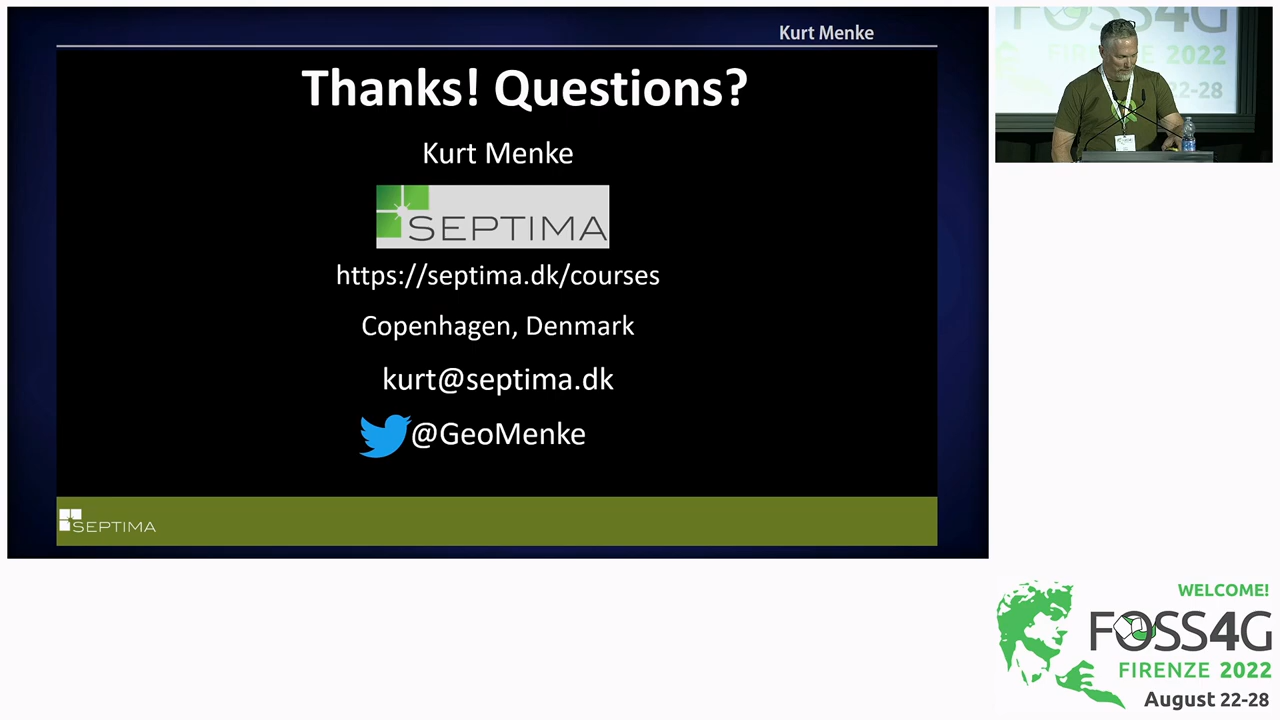 Kurt Menke
Thanks! Questions?
Kurt Menke
SEPTIMA
https://septima.dk/courses
Copenhagen, Denmark
kurt@septima.dk
@GeoMenke
SEPTIMA
FOSS4G
FIRENZE 2022
22-28
WELCOME!
FOSS4G
FIRENZE 2022
August 22-28